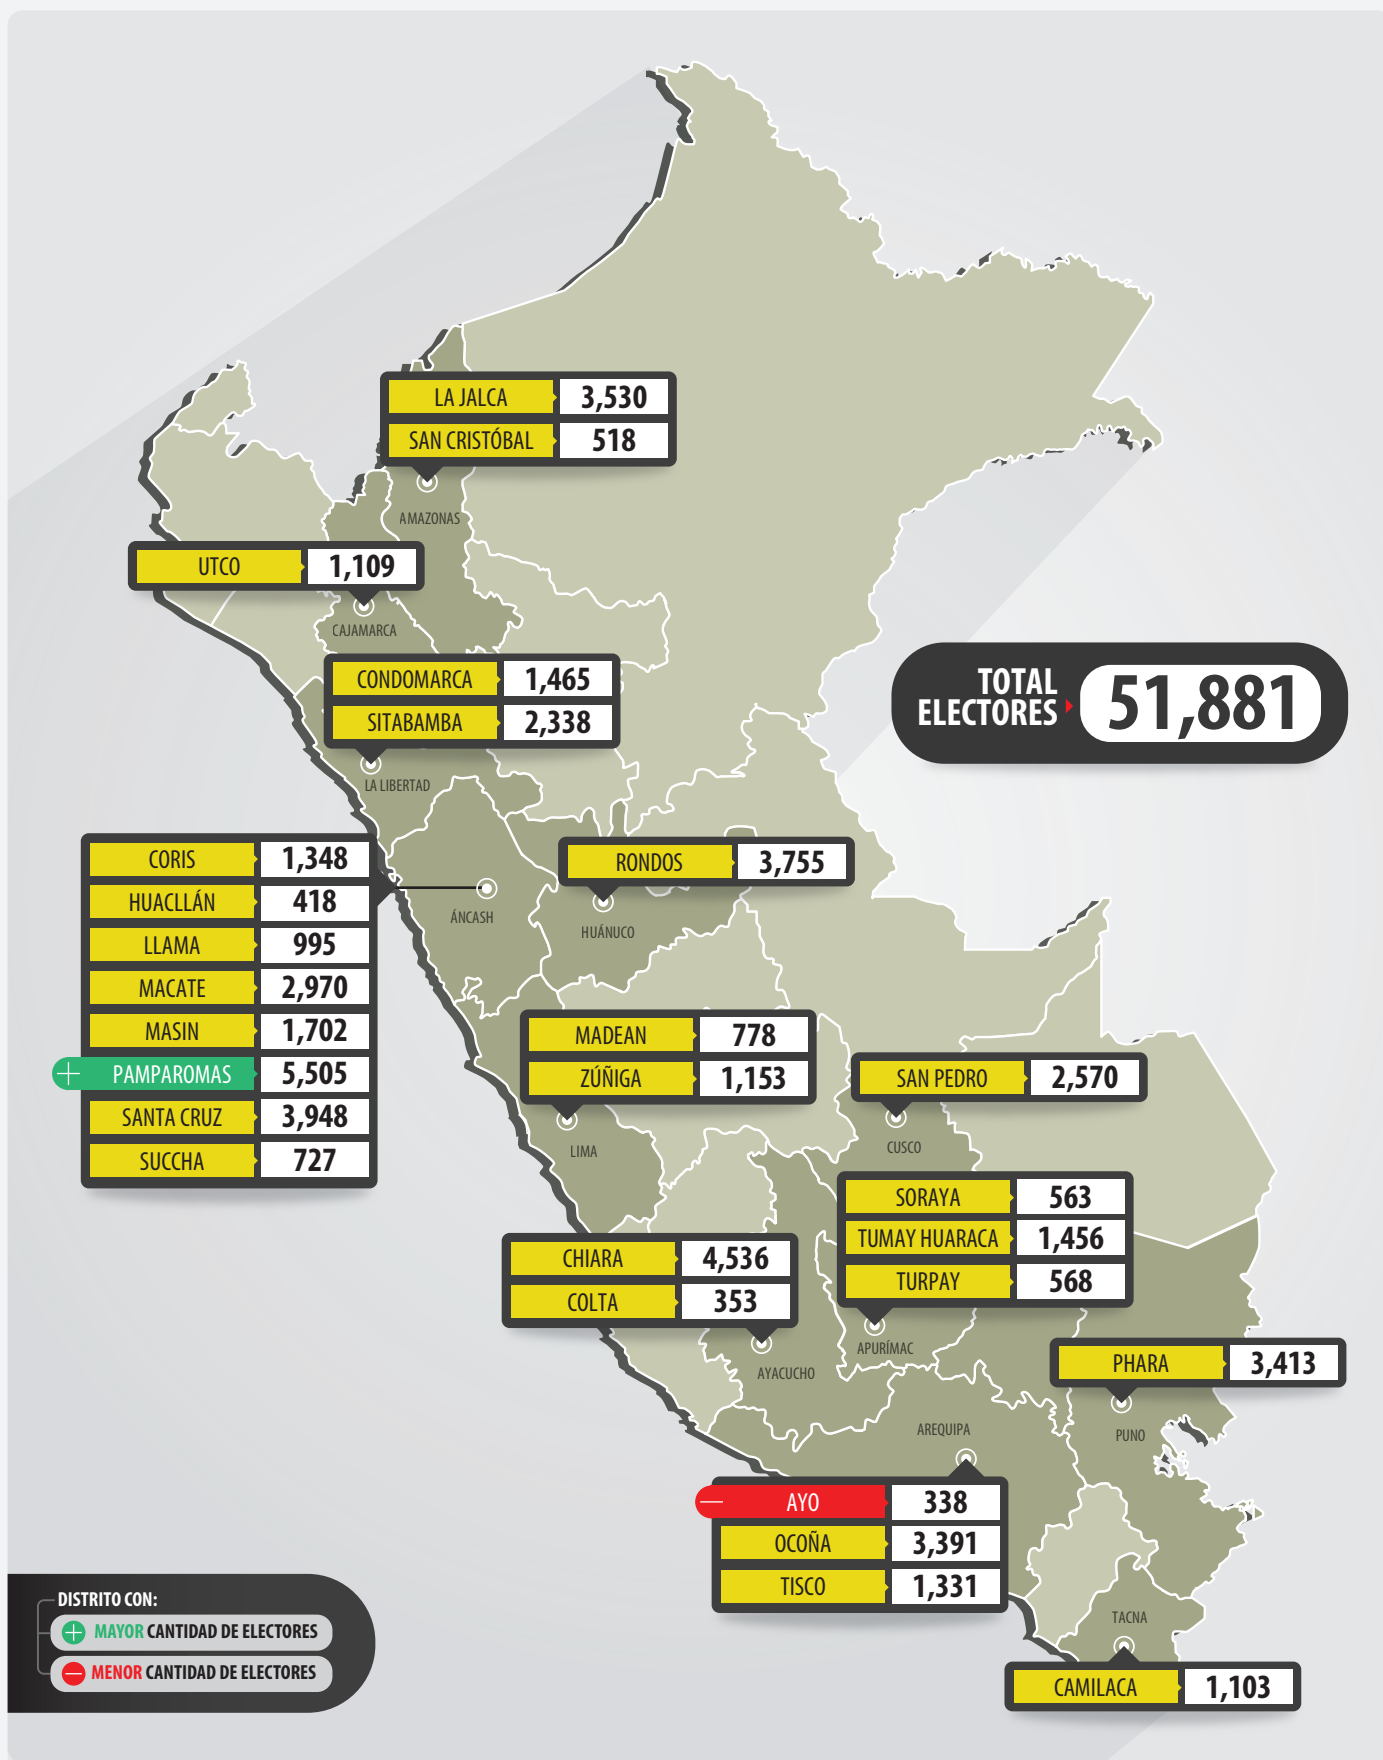 LA JALCA 3,530
SAN CRISTÓBAL 518
AMAZONAS
UTCO 1,109
CAJAMARCA
CONDOMARCA 1,465
SITABAMBA 2,338
LA LIBERTAD
TOTAL
ELECTORES 51,881
CORIS 1,348
HUACLLÁN 418
LLAMA 995
MACATE 2,970
MASIN 1,702
+ PAMPAROMAS 5,505
SANTA CRUZ 3,948
SUCCHA 727
ÁNCASH
RONDOS 3,755
HUÁNUCO
MADEAN 778
ZÚÑIGA 1,153
LIMA
SAN PEDRO 2,570
CUSCO
SORAYA 563
TUMAY HUARACA 1,456
TURPAY 568
APURÍMAC
CHIARA 4,536
COLTA 353
AYACUCHO
PHARA 3,413
PUNO
AREQUIPA
– AYO 338
OCOÑA 3,391
TISCO 1,331
TACNA
CAMILACA 1,103
DISTRITO CON:
+ MAYOR CANTIDAD DE ELECTORES
– MENOR CANTIDAD DE ELECTORES